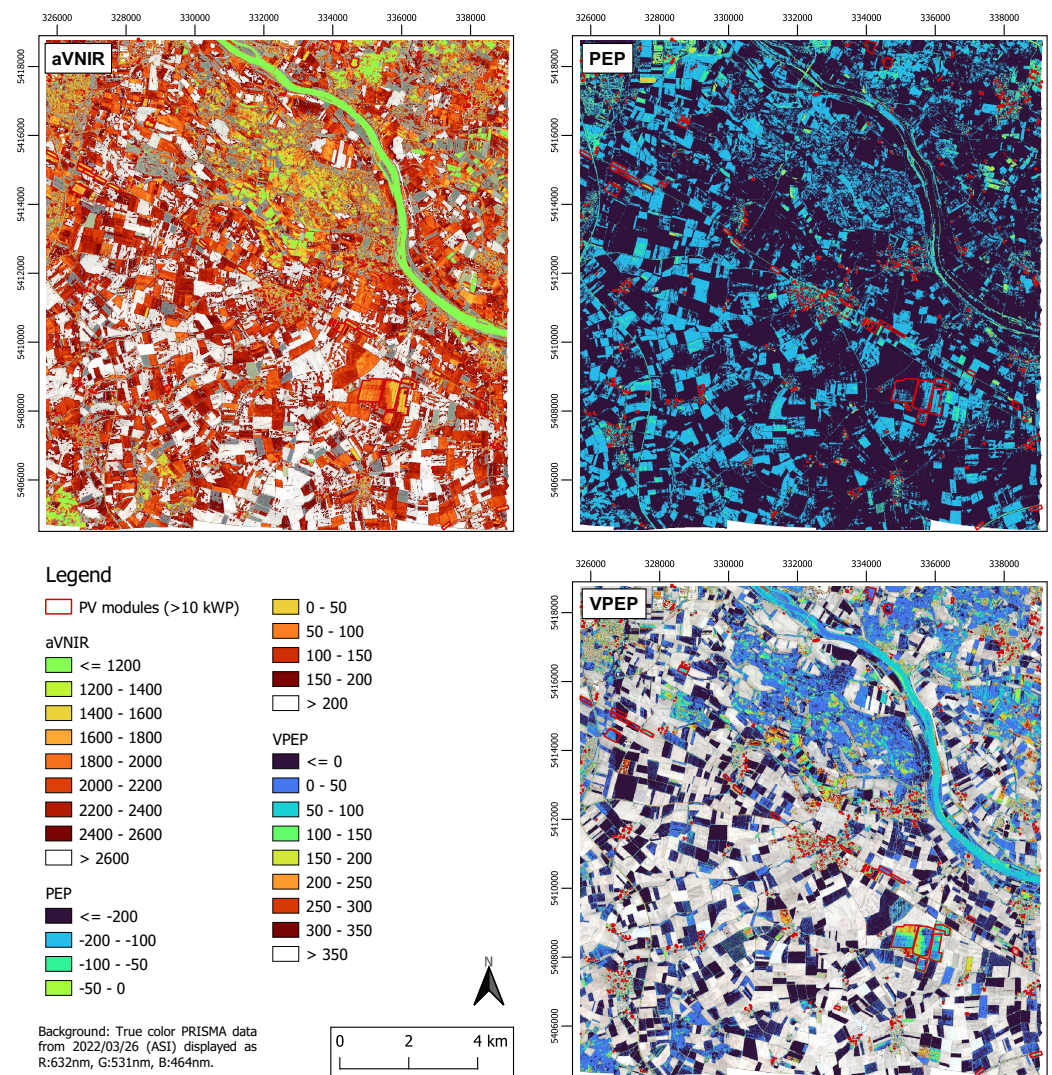 326000 328000 330000 332000 334000 336000 338000
326000 328000 330000 332000 334000 336000 338000
aVNIR
PEP
5418000
5416000
5414000
5412000
5410000
5408000
5406000
5418000
5416000
5414000
5412000
5410000
5408000
5406000
Legend
PV modules (>10 kWP)
aVNIR
<= 1200
1200 - 1400
1400 - 1600
1600 - 1800
1800 - 2000
2000 - 2200
2200 - 2400
2400 - 2600
> 2600
PEP
<= -200
-200 - -100
-100 - -50
-50 - 0
0 - 50
50 - 100
100 - 150
150 - 200
> 200
VPEP
<= 0
0 - 50
50 - 100
100 - 150
150 - 200
200 - 250
250 - 300
300 - 350
> 350
N
Background: True color PRISMA data
from 2022/03/26 (ASI) displayed as
R:632nm, G:531nm, B:464nm.
0 2 4 km
326000 328000 330000 332000 334000 336000 338000
VPEP
5418000
5416000
5414000
5412000
5410000
5408000
5406000